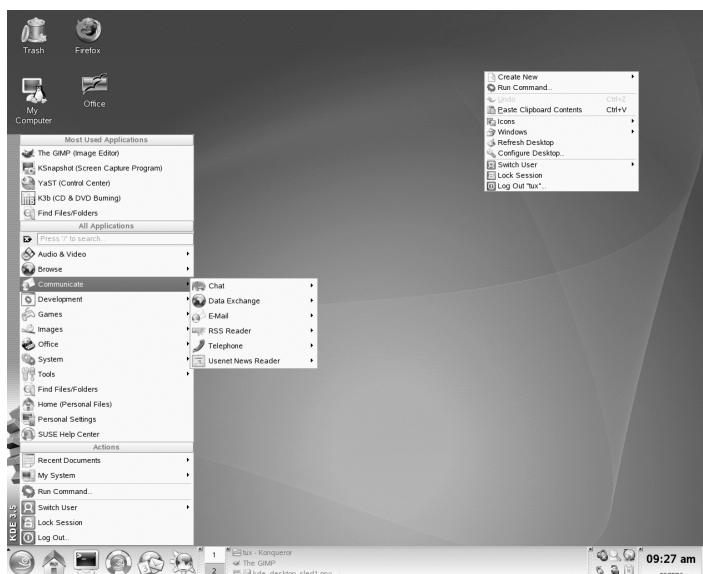 Trash
Firefox
My
Computer
Office
Create New
Run Command...
Undo Ctrl+Z
Paste Clipboard Contents Ctrl+V
Icons
Windows
Refresh Desktop
Configure Desktop...
Switch User
Lock Session
Log Out "tux"...
Most Used Applications
The GIMP (Image Editor)
KSnapshot (Screen Capture Program)
YaST (Control Center)
K3b (CD & DVD Burning)
Find Files/Folders
All Applications
Press '/' to search...
Audio & Video
Browse
Communicate
Development
Games
Images
Office
System
Tools
Find Files/Folders
Home (Personal Files)
Personal Settings
SUSE Help Center
Chat
Data Exchange
E-Mail
RSS Reader
Telephone
Usenet News Reader
Actions
Recent Documents
My System
Run Command...
Switch User
Lock Session
Log Out...
KDE 3.5
1
2
tux - Konqueror
The GIMP
09:27 am